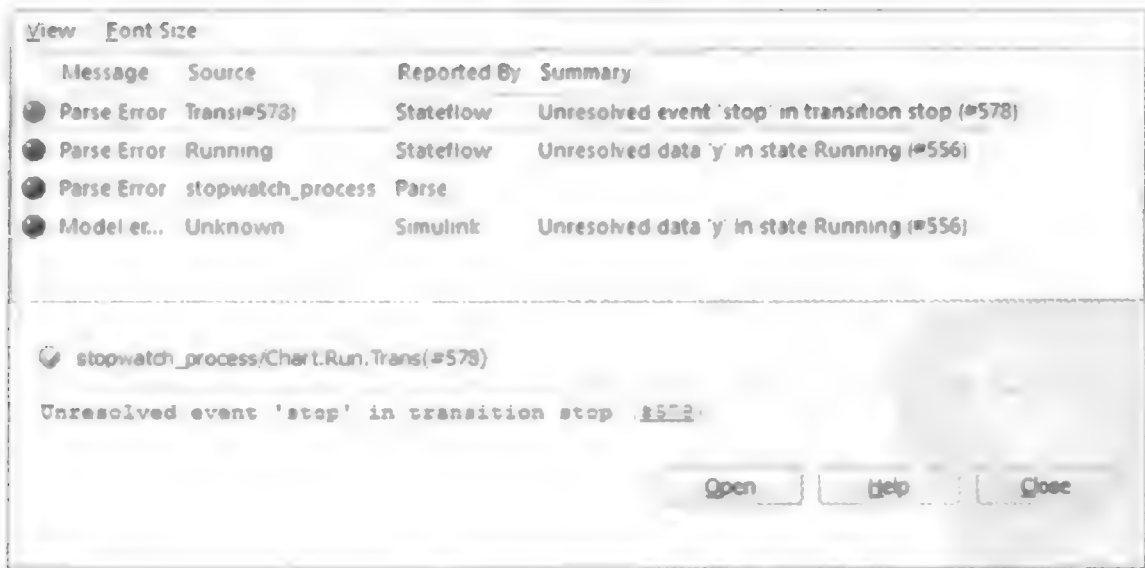 View Font Size
Message Source Reported By Summary
Parse Error Trans(#578) Stateflow Unresolved event 'stop' in transition stop (#578)
Parse Error Running Stateflow Unresolved data 'y' in state Running (#556)
Parse Error stopwatch_process Parse
Model er... Unknown Simulink Unresolved data 'y' in state Running (#556)
stopwatch_process/Chart.Run.Trans(#578)
Unresolved event 'stop' in transition stop (#578)
Open Help Close